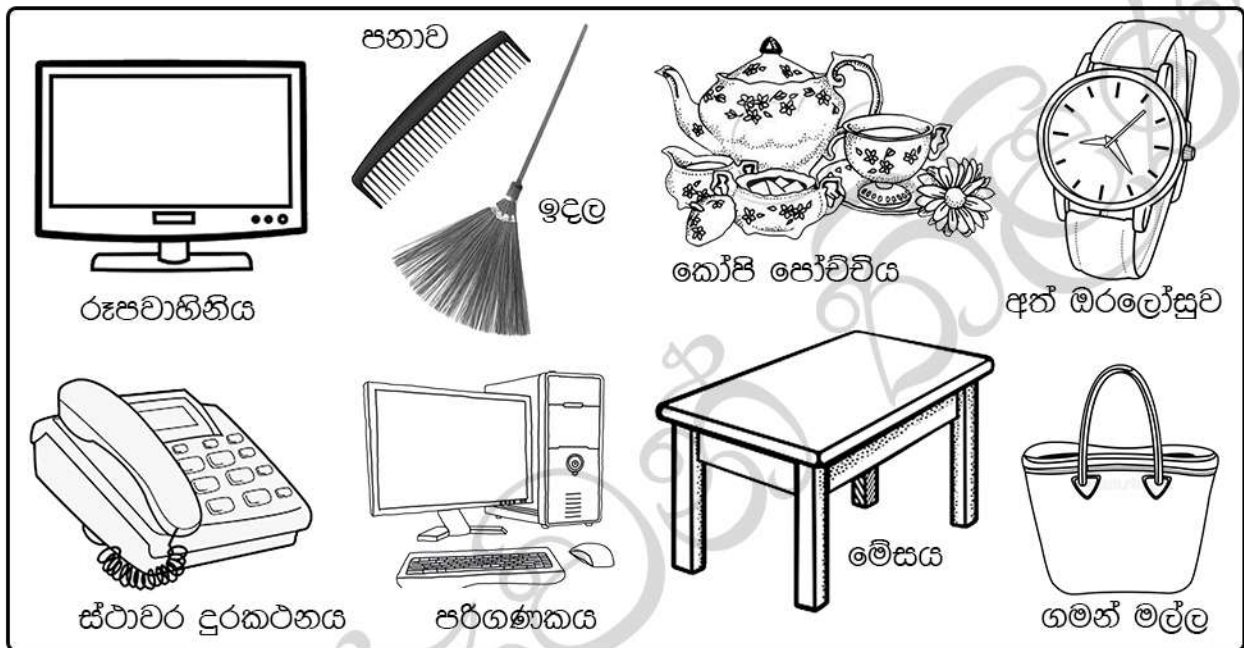 පනාව
ඉදල
කෝපි පෝච්චිය
රූපවාහිනිය
අත් ඔරලෝසුව
මේසය
ස්ථාවර දුරකථනය
පරිගණකය
ගමන් මල්ල